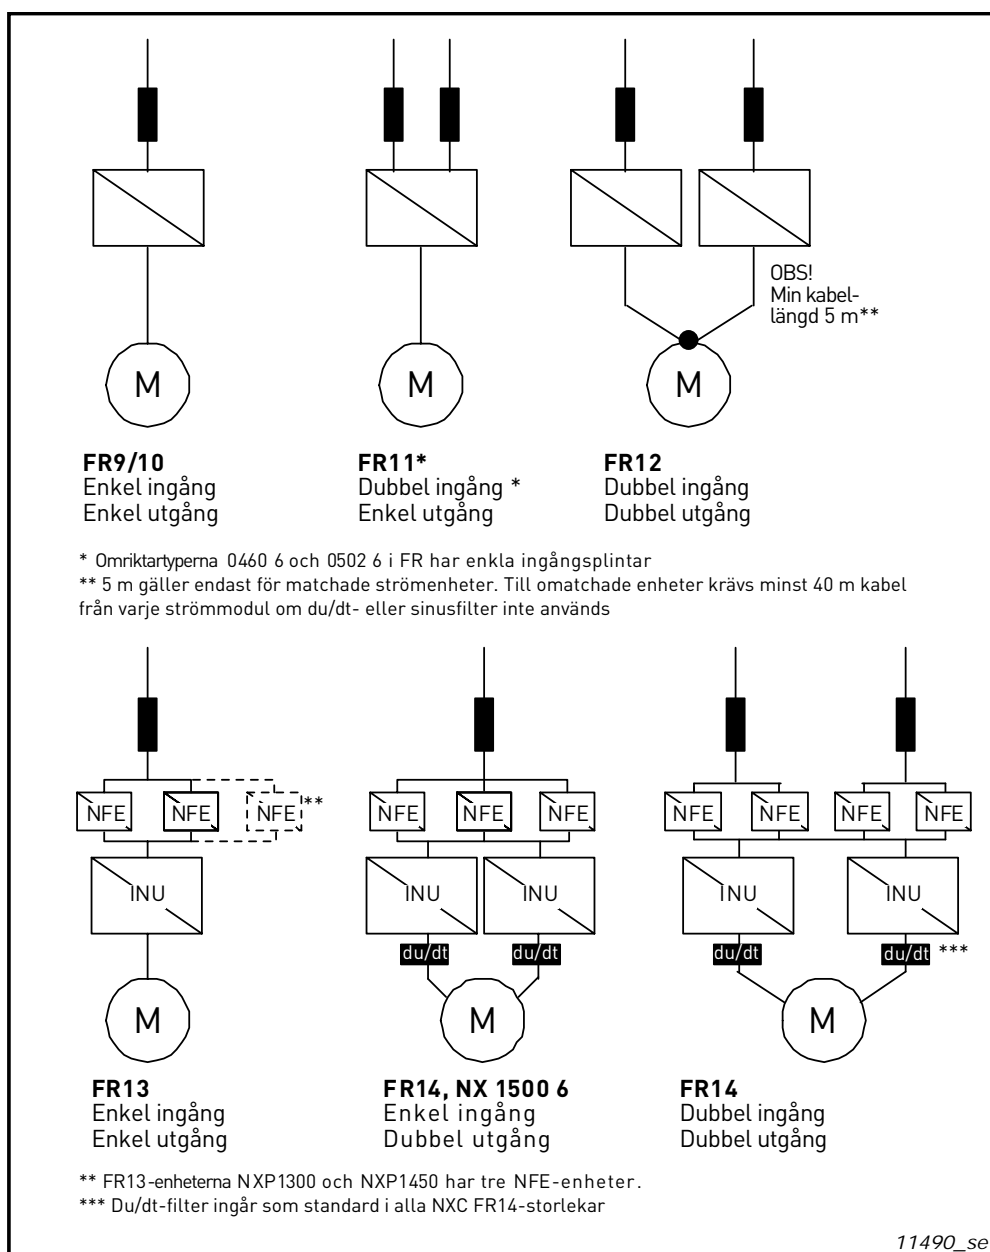 OBS!
Min kabel-
längd 5 m**
M
M
M
FR9/10
Enkel ingång
Enkel utgång
FR11*
Dubbel ingång *
Enkel utgång
FR12
Dubbel ingång
Dubbel utgång
* Omriktartyperna 0460 6 och 0502 6 i FR har enkla ingångsplintar
** 5 m gäller endast för matchade strömenheter. Till omatchade enheter krävs minst 40 m kabel
från varje strömmodul om du/dt- eller sinusfilter inte används
NFE
NFE
NFE**
INU
M
FR13
Enkel ingång
Enkel utgång
NFE
NFE
NFE
INU
INU
du/dt
du/dt
M
FR14, NX 1500 6
Enkel ingång
Dubbel utgång
NFE
NFE
NFE
NFE
INU
INU
du/dt
du/dt ***
M
FR14
Dubbel ingång
Dubbel utgång
** FR13-enheterna NXP1300 och NXP1450 har tre NFE-enheter.
*** Du/dt-filter ingår som standard i alla NXC FR14-storlekar
11490_se